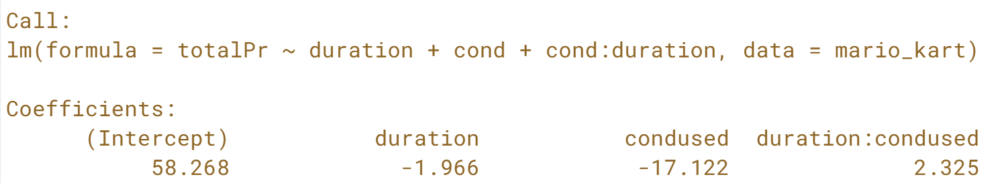 Call:
lm(formula = totalPr ~ duration + cond + cond:duration, data = mario_kart)
Coefficients:
(Intercept) duration condused duration:condused
58.268 -1.966 -17.122 2.325